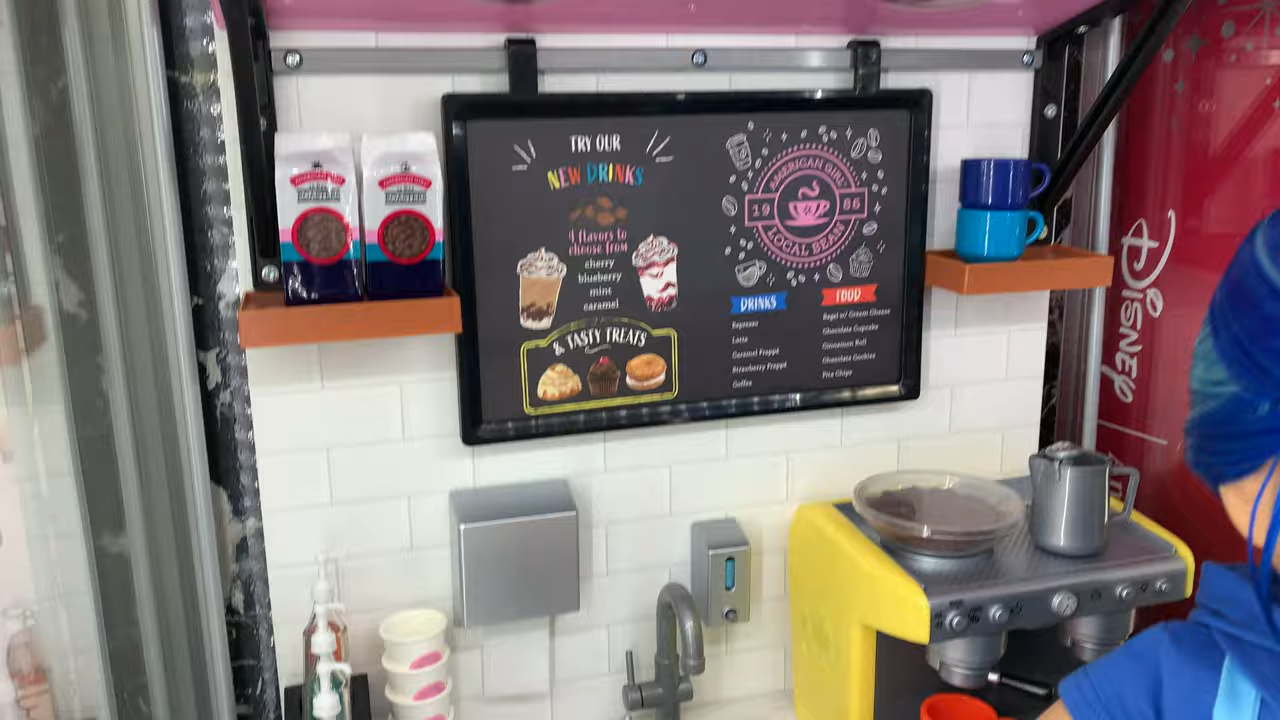 TRY OUR
NEW DRINKS
4 flavors to
choose from
cherry
blueberry
mint
caramel
& TASTY TREATS
AMERICAN GIRL
19 86
LOCAL BEAN
DRINKS
Espresso
Latte
Caramel Frappé
Strawberry Frappé
Coffee
FOOD
Bagel w/ Cream Cheese
Chocolate Cupcake
Cinnamon Roll
Chocolate Cookies
Pita Chips
Disney